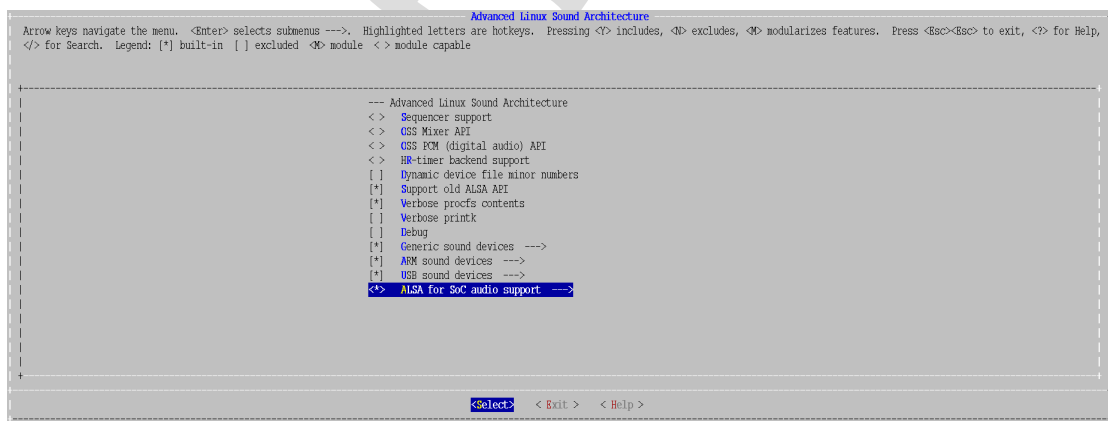 Advanced Linux Sound Architecture
Arrow keys navigate the menu.  <Enter> selects submenus --->.  Highlighted letters are hotkeys.  Pressing <Y> includes, <N> excludes, <M> modularizes features.  Press <Esc><Esc> to exit, <?> for Help,
</> for Search.  Legend: [*] built-in  [ ] excluded  <M> module  < > module capable
--- Advanced Linux Sound Architecture
< >   Sequencer support
< >   OSS Mixer API
< >   OSS PCM (digital audio) API
< >   HR-timer backend support
[ ]   Dynamic device file minor numbers
[*]   Support old ALSA API
[*]   Verbose procfs contents
[ ]   Verbose printk
[ ]   Debug
[*]   Generic sound devices  --->
[*]   ARM sound devices  --->
[*]   USB sound devices  --->
<*>   ALSA for SoC audio support  --->
<Select>    < Exit >    < Help >